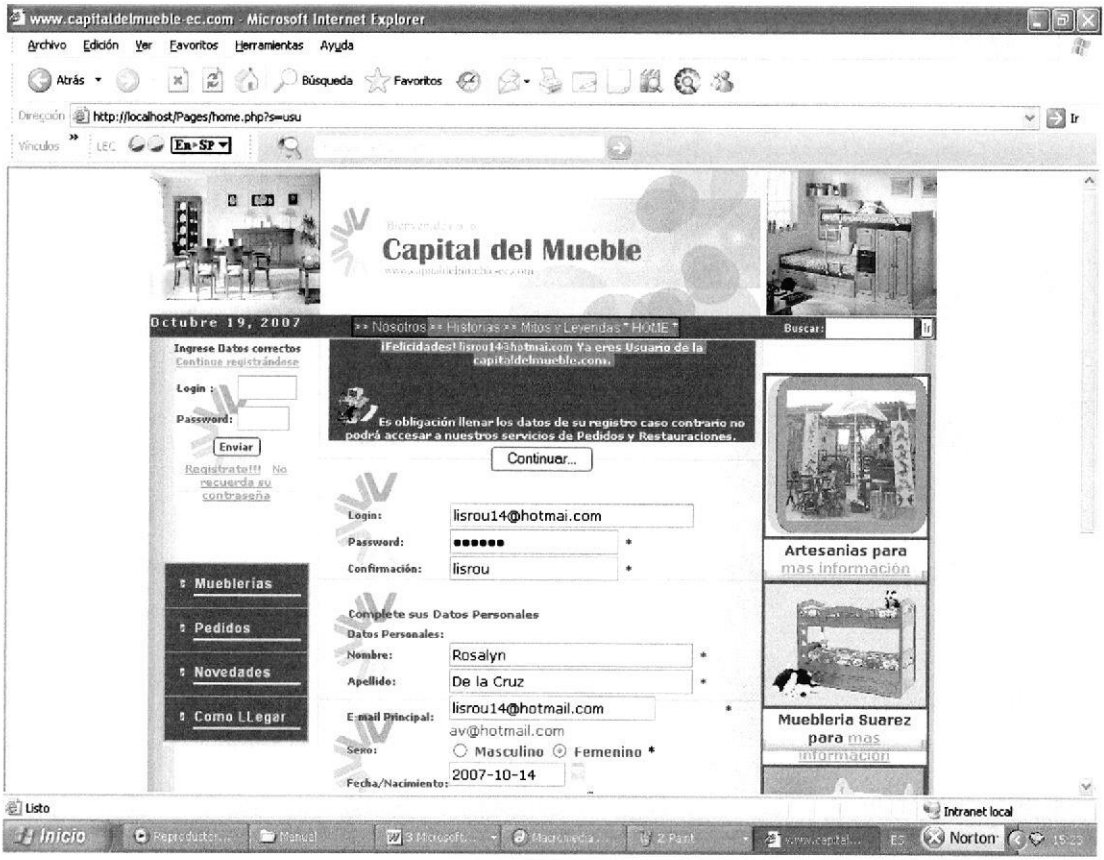 www.capitaldelmueble-ec.com - Microsoft Internet Explorer
Archivo Edición Ver Favoritos Herramientas Ayuda
Atrás Búsqueda Favoritos
Dirección http://localhost/Pages/home.php?s=usu Ir
Vínculos » LEC En>SP
Capital del Mueble
Octubre 19, 2007 >> Nosotros >> Historias >> Mitos y Leyendas * HOME * Buscar: Ir
Ingrese Datos correctos
Continue registrándose
Login :
Password:
Enviar
Registrate!!! No
recuerda su
contraseña
Mueblerías
Pedidos
Novedades
Como LLegar
¡Felicidades! lisrou14@hotmai.com Ya eres Usuario de la
capitaldelmueble.com.
Es obligación llenar los datos de su registro caso contrario no
podrá accesar a nuestros servicios de Pedidos y Restauraciones.
Continuar...
Login: lisrou14@hotmai.com
Password: ●●●●●● *
Confirmación: lisrou *
Complete sus Datos Personales
Datos Personales:
Nombre: Rosalyn *
Apellido: De la Cruz *
E-mail Principal: lisrou14@hotmail.com *
av@hotmail.com
Sexo: Masculino Femenino *
Fecha/Nacimiento: 2007-10-14
Artesanias para
mas información
Muebleria Suarez
para mas
información
Listo Intranet local
Inicio Reproductor... Manual 3 Microsoft... Macromedia... 2 Paint www.capital... ES Norton 15:23